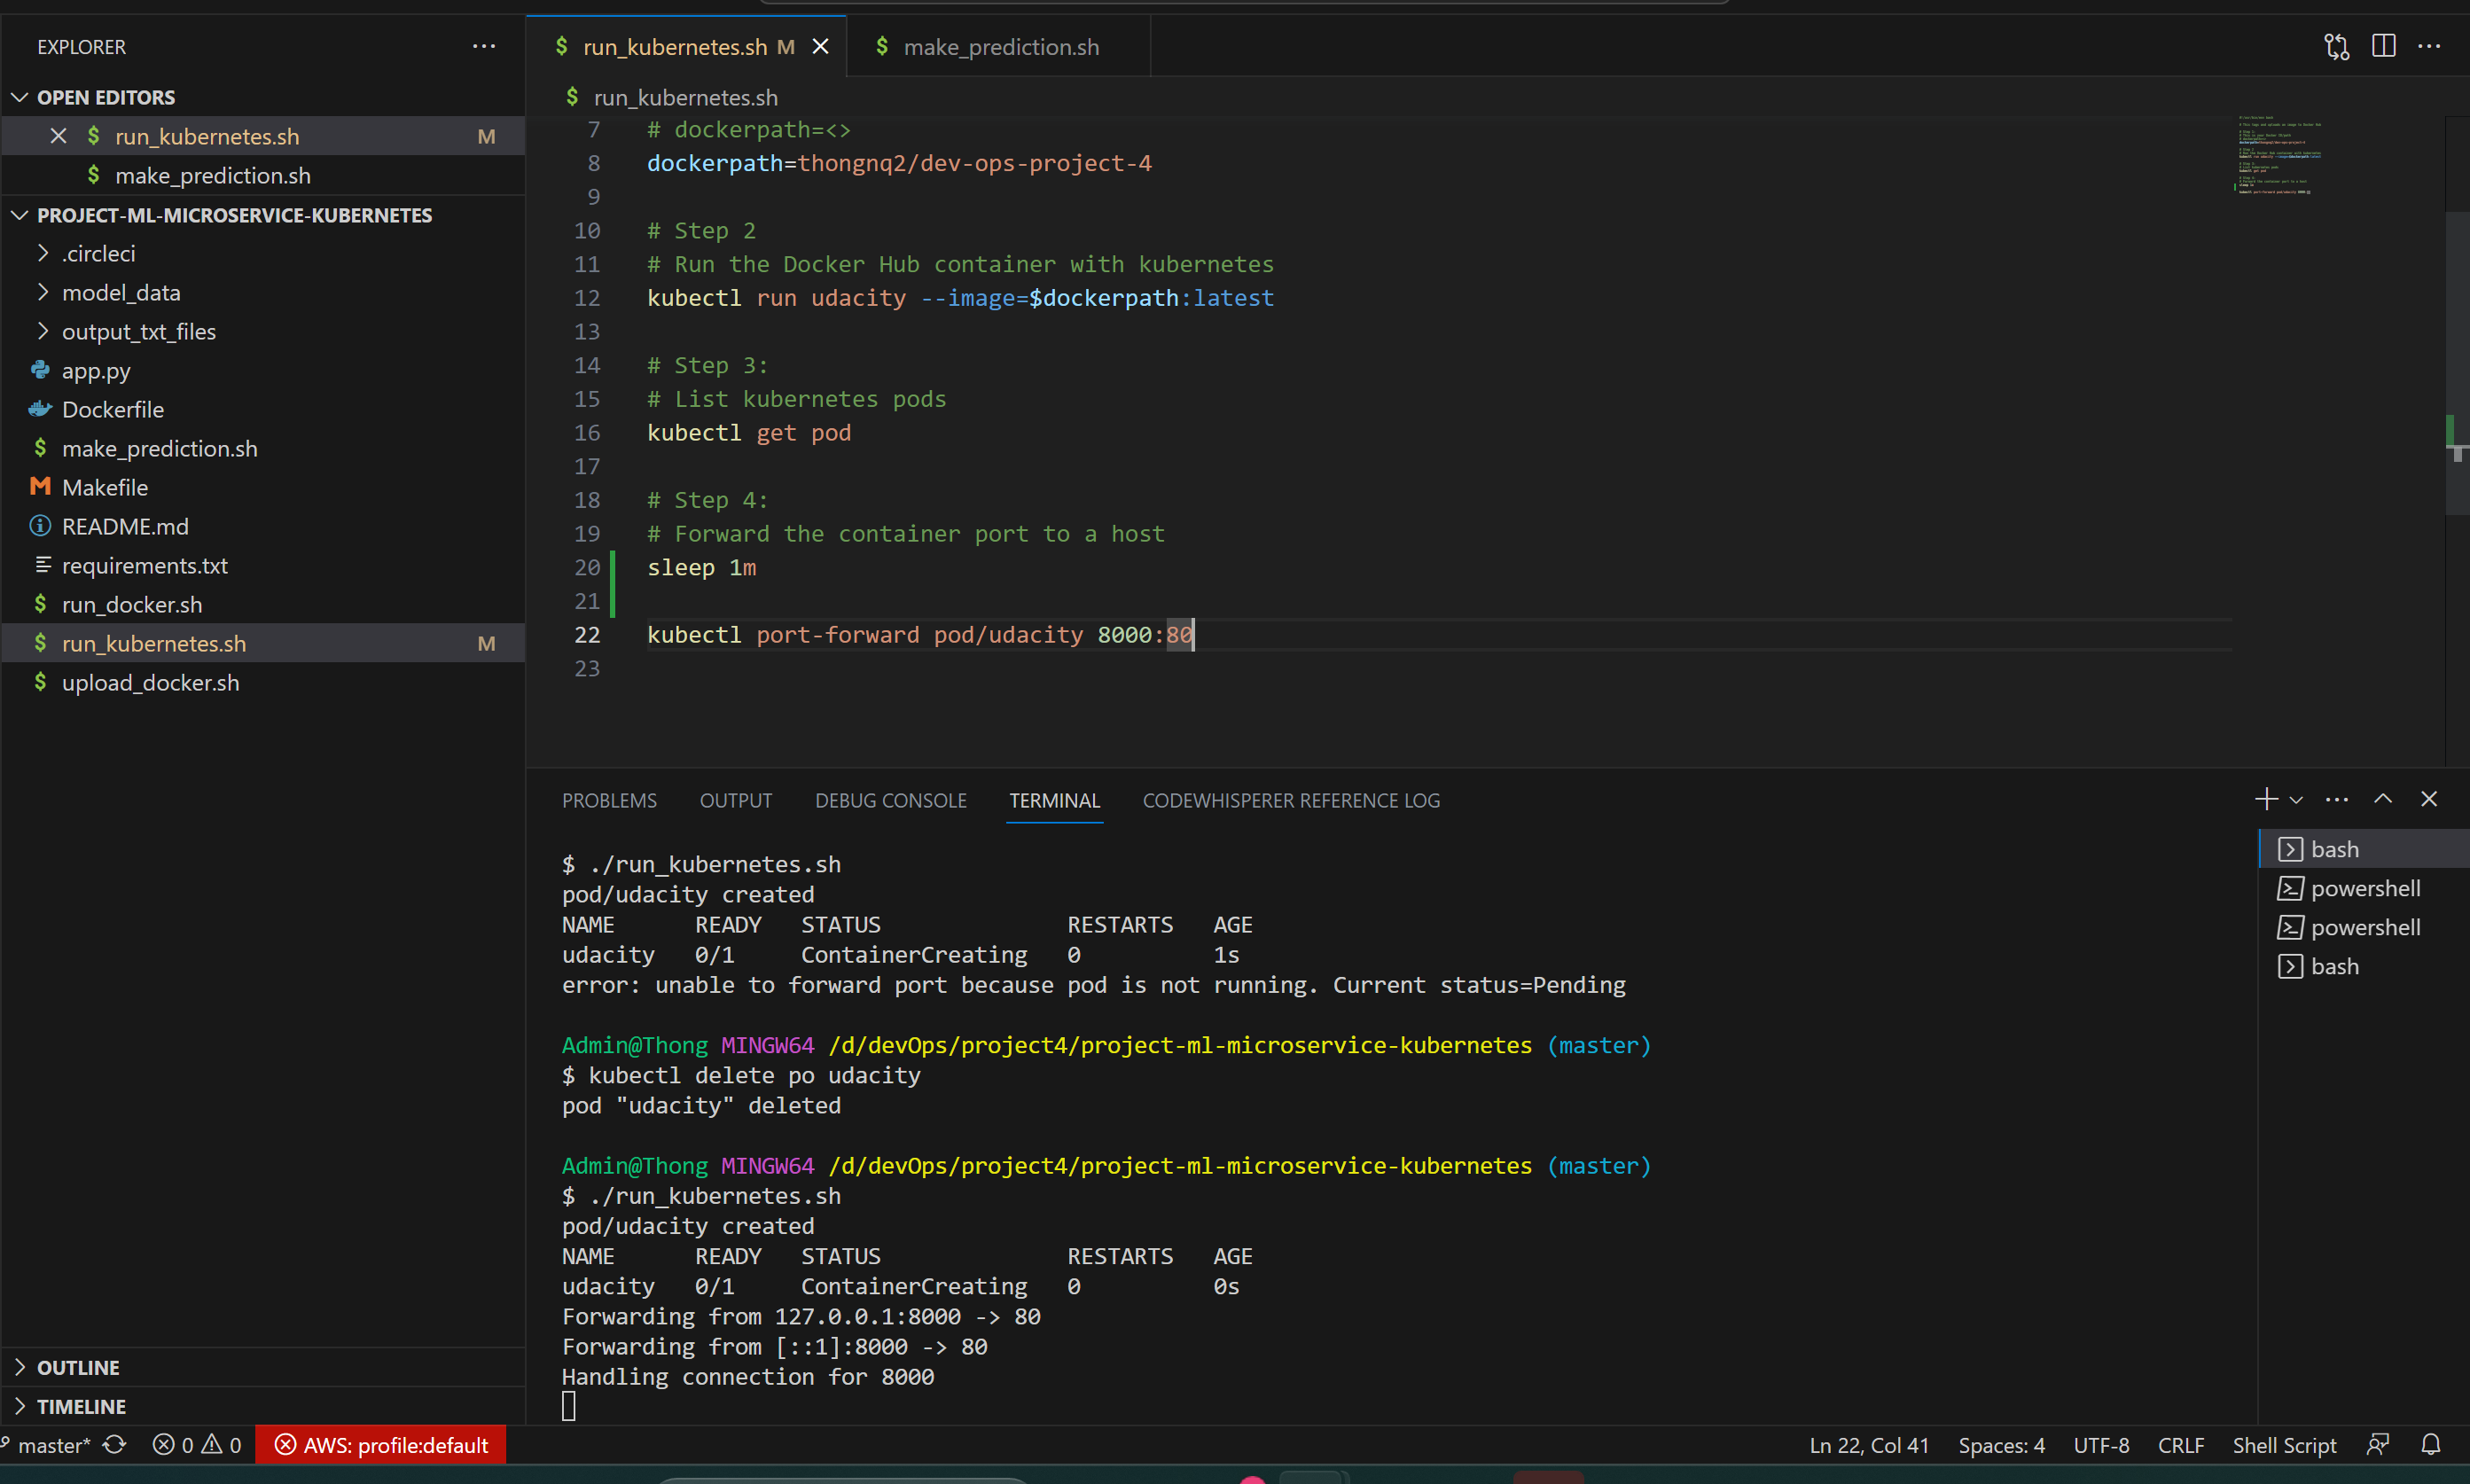 EXPLORER
OPEN EDITORS
run_kubernetes.sh M
make_prediction.sh
PROJECT-ML-MICROSERVICE-KUBERNETES
.circleci
model_data
output_txt_files
app.py
Dockerfile
make_prediction.sh
Makefile
README.md
requirements.txt
run_docker.sh
run_kubernetes.sh M
upload_docker.sh
OUTLINE
TIMELINE
run_kubernetes.sh M
make_prediction.sh
run_kubernetes.sh
7 # dockerpath=<>
8 dockerpath=thongnq2/dev-ops-project-4
9
10 # Step 2
11 # Run the Docker Hub container with kubernetes
12 kubectl run udacity --image=$dockerpath:latest
13
14 # Step 3:
15 # List kubernetes pods
16 kubectl get pod
17
18 # Step 4:
19 # Forward the container port to a host
20 sleep 1m
21
22 kubectl port-forward pod/udacity 8000:80
23
PROBLEMS OUTPUT DEBUG CONSOLE TERMINAL CODEWHISPERER REFERENCE LOG
$ ./run_kubernetes.sh
pod/udacity created
NAME READY STATUS RESTARTS AGE
udacity 0/1 ContainerCreating 0 1s
error: unable to forward port because pod is not running. Current status=Pending
Admin@Thong MINGW64 /d/devOps/project4/project-ml-microservice-kubernetes (master)
$ kubectl delete po udacity
pod "udacity" deleted
Admin@Thong MINGW64 /d/devOps/project4/project-ml-microservice-kubernetes (master)
$ ./run_kubernetes.sh
pod/udacity created
NAME READY STATUS RESTARTS AGE
udacity 0/1 ContainerCreating 0 0s
Forwarding from 127.0.0.1:8000 -> 80
Forwarding from [::1]:8000 -> 80
Handling connection for 8000
bash
powershell
powershell
bash
master* 0 0 AWS: profile:default Ln 22, Col 41 Spaces: 4 UTF-8 CRLF Shell Script